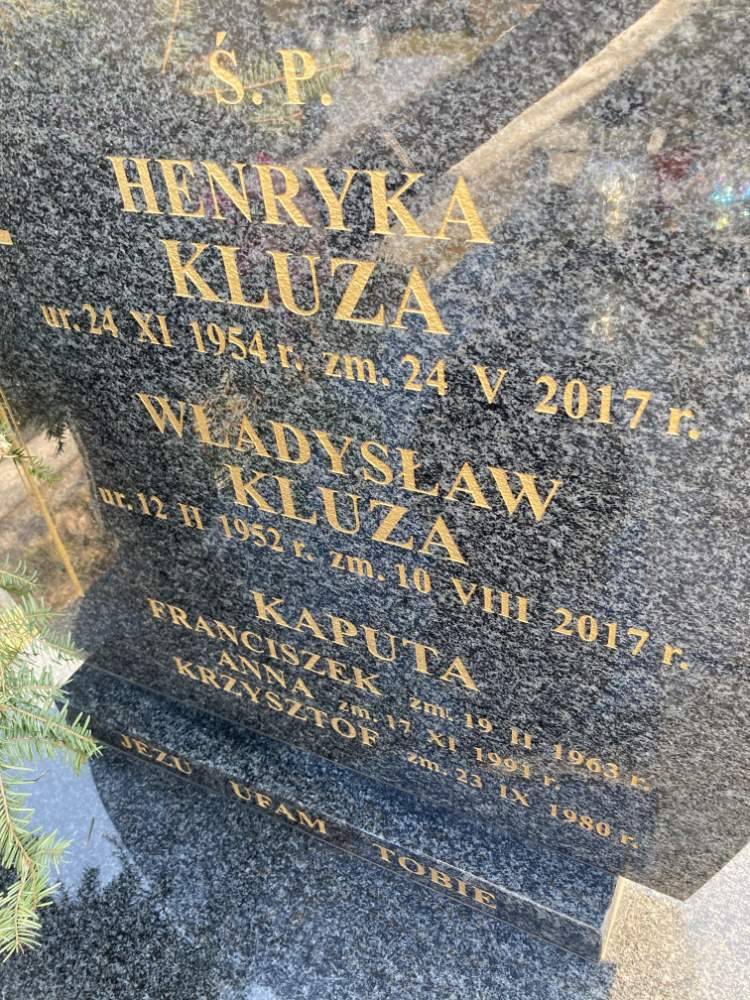 Ś. P.
HENRYKA
KLUZA
ur. 24 XI 1954 r. zm. 24 V 2017 r.
WŁADYSŁAW
KLUZA
ur. 12 II 1952 r. zm. 10 VIII 2017 r.
KAPUTA
FRANCISZEK zm. 19 II 1963 r.
ANNA zm. 17 XI 1991 r.
KRZYSZTOF zm. 23 IX 1980 r.
JEZU UFAM TOBIE